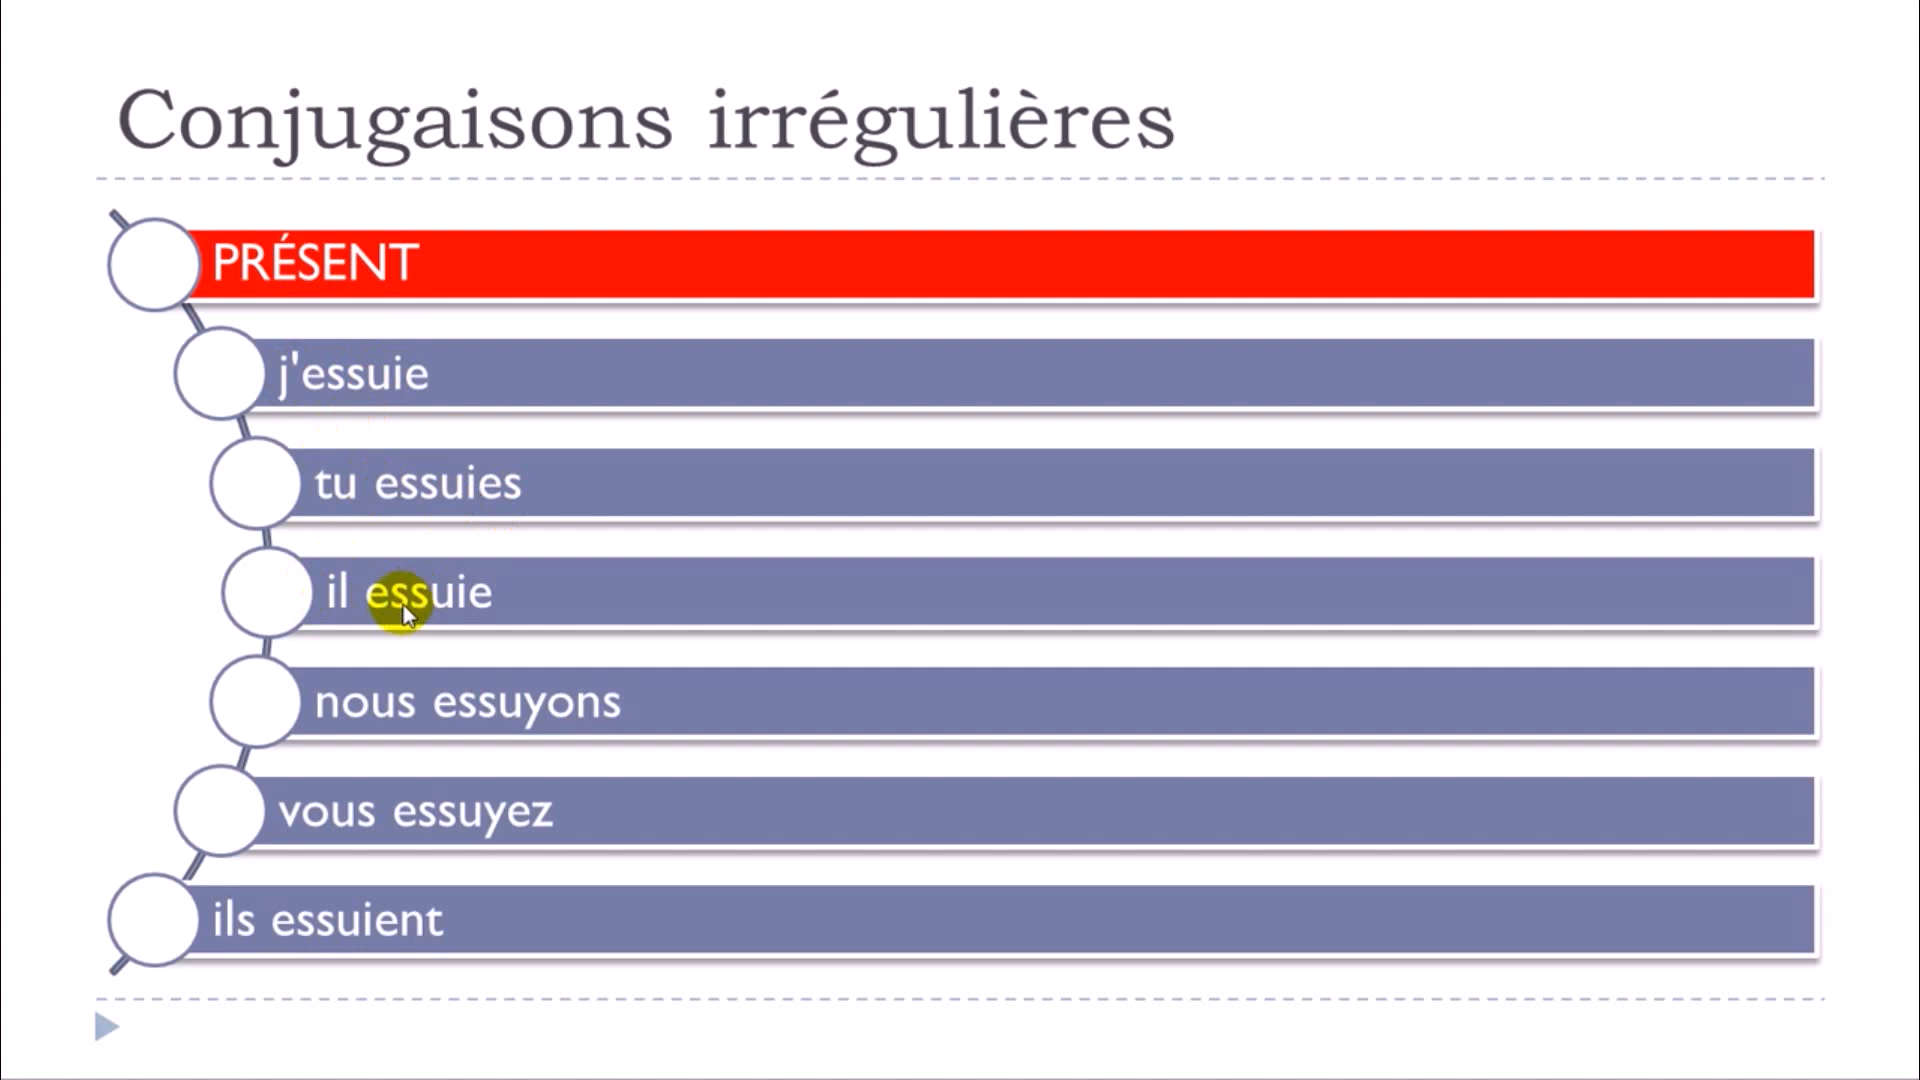 Conjugaisons irrégulières
PRÉSENT
j'essuie
tu essuies
il essuie
nous essuyons
vous essuyez
ils essuient